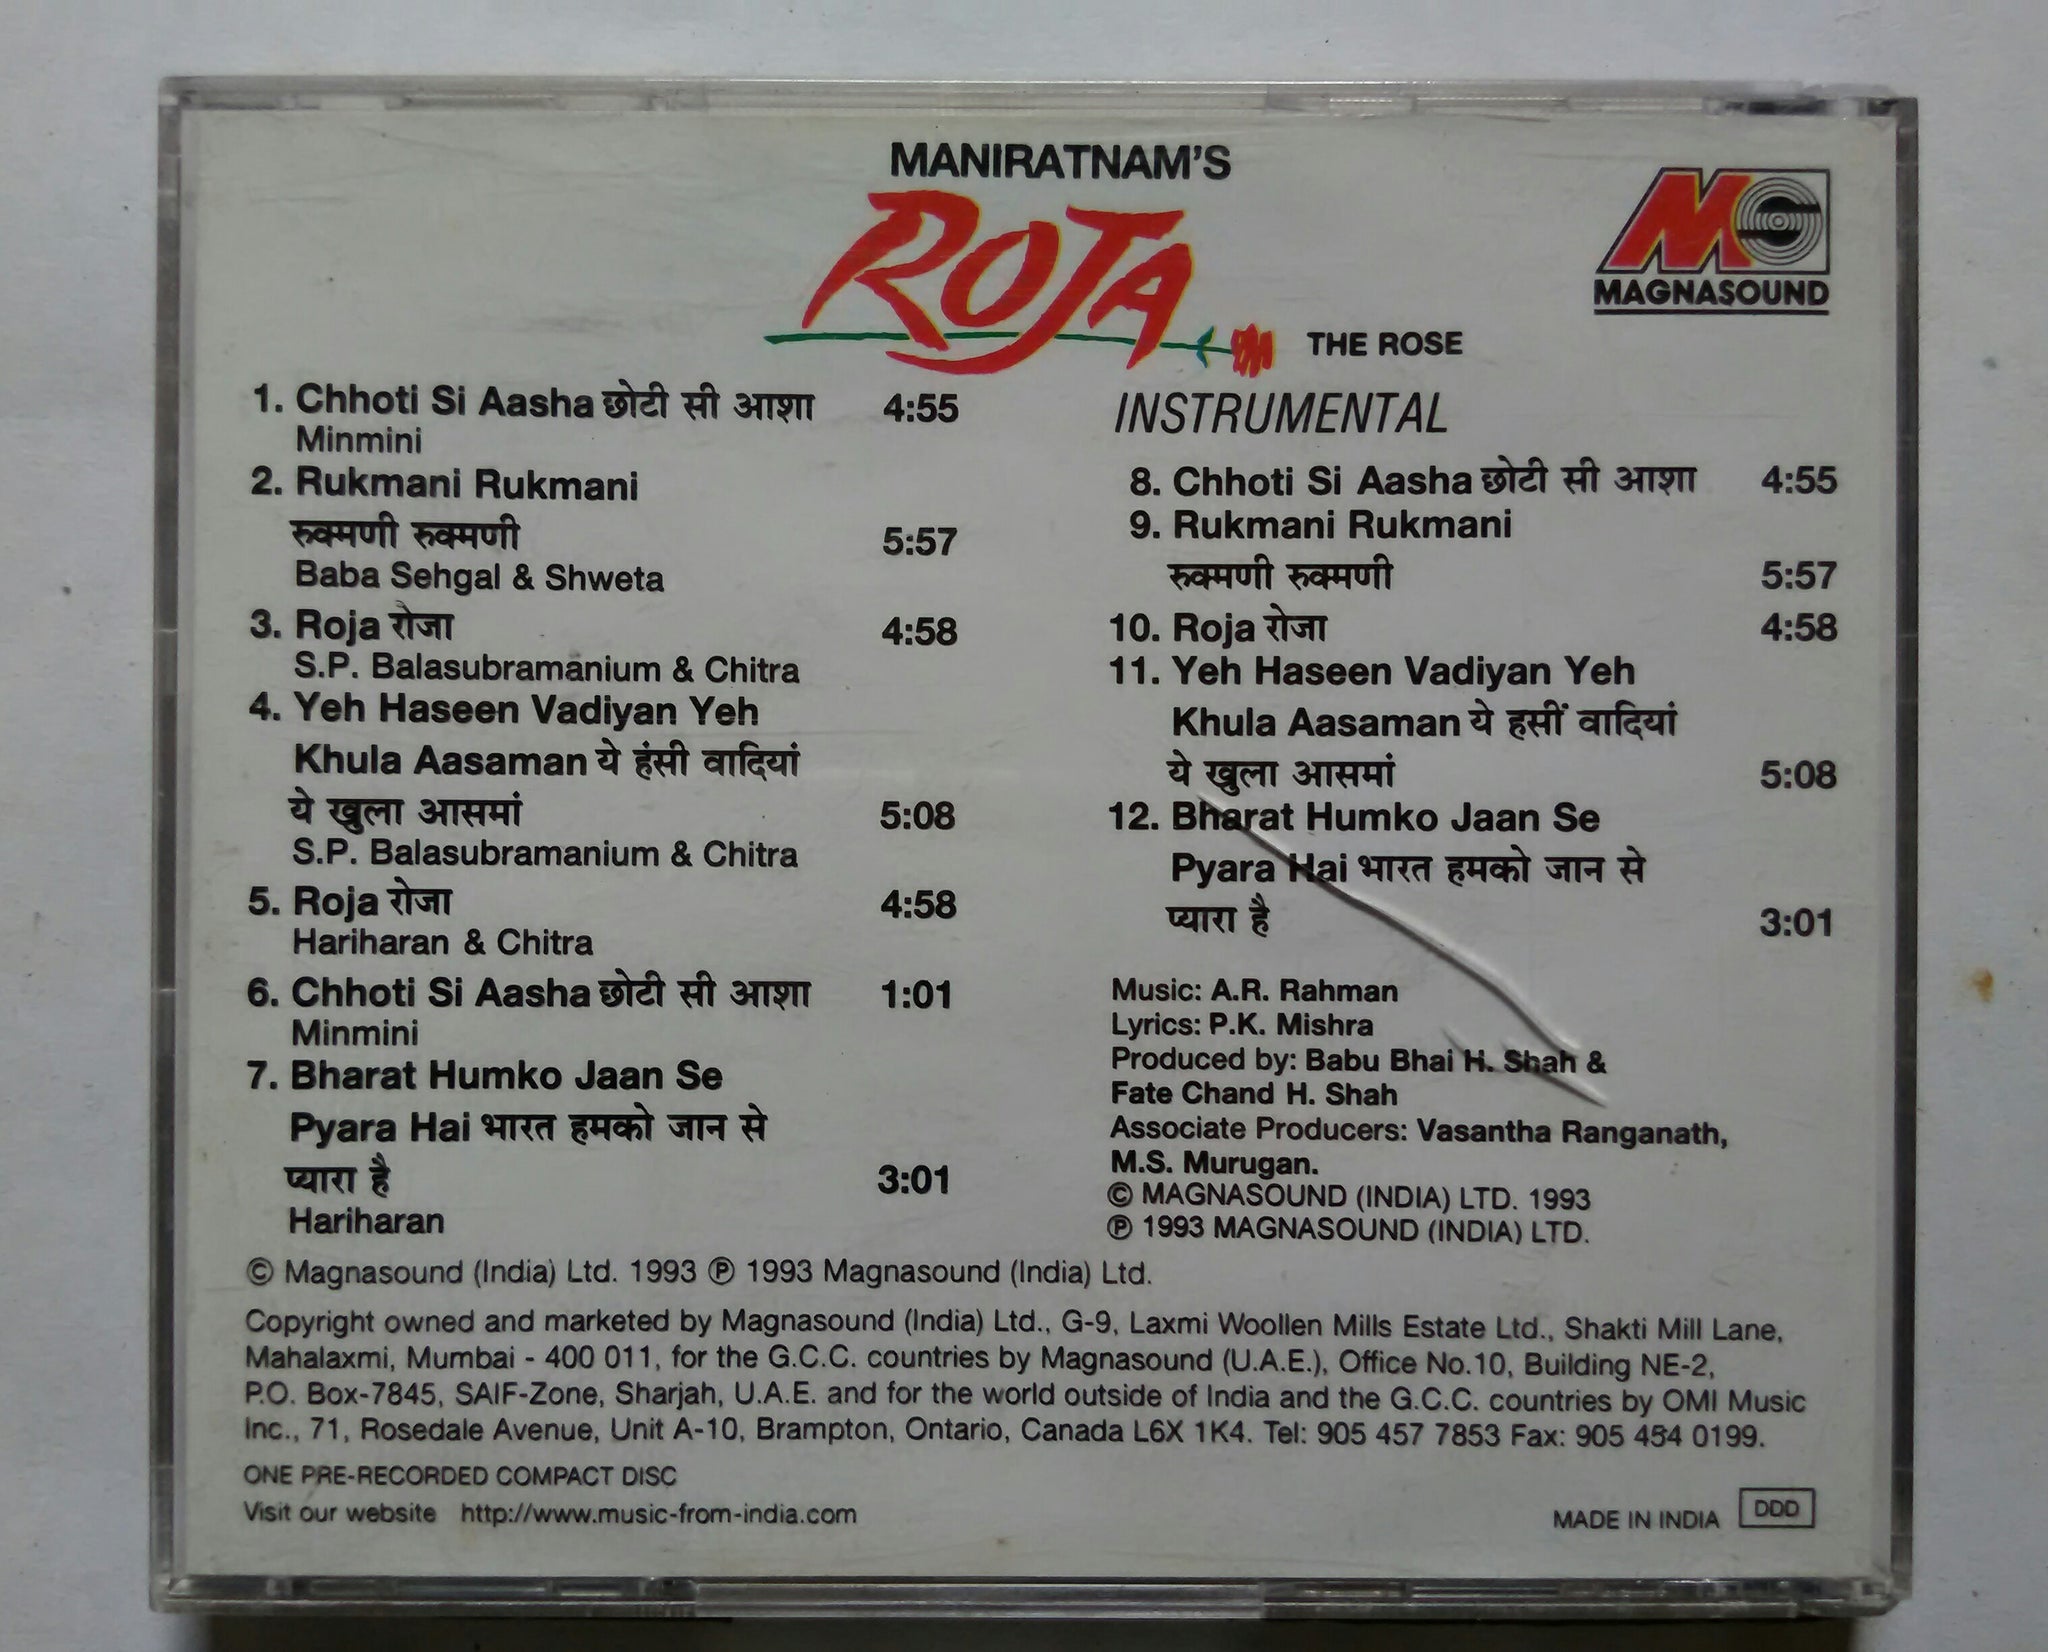 MANIRATNAM'S
ROJA
THE ROSE
MAGNASOUND
1. Chhoti Si Aasha छोटी सी आशा 4:55
Minmini
2. Rukmani Rukmani
रुक्मणी रुक्मणी 5:57
Baba Sehgal & Shweta
3. Roja रोजा 4:58
S.P. Balasubramanium & Chitra
4. Yeh Haseen Vadiyan Yeh
Khula Aasaman ये हंसी वादियां
ये खुला आसमां 5:08
S.P. Balasubramanium & Chitra
5. Roja रोजा 4:58
Hariharan & Chitra
6. Chhoti Si Aasha छोटी सी आशा 1:01
Minmini
7. Bharat Humko Jaan Se
Pyara Hai भारत हमको जान से
प्यारा है 3:01
Hariharan
INSTRUMENTAL
8. Chhoti Si Aasha छोटी सी आशा 4:55
9. Rukmani Rukmani
रुक्मणी रुक्मणी 5:57
10. Roja रोजा 4:58
11. Yeh Haseen Vadiyan Yeh
Khula Aasaman ये हसीं वादियां
ये खुला आसमां 5:08
12. Bharat Humko Jaan Se
Pyara Hai भारत हमको जान से
प्यारा है 3:01
Music: A.R. Rahman
Lyrics: P.K. Mishra
Produced by: Babu Bhai H. Shah &
Fate Chand H. Shah
Associate Producers: Vasantha Ranganath,
M.S. Murugan.
© MAGNASOUND (INDIA) LTD. 1993
℗ 1993 MAGNASOUND (INDIA) LTD.
© Magnasound (India) Ltd. 1993 ℗ 1993 Magnasound (India) Ltd.
Copyright owned and marketed by Magnasound (India) Ltd., G-9, Laxmi Woollen Mills Estate Ltd., Shakti Mill Lane,
Mahalaxmi, Mumbai - 400 011, for the G.C.C. countries by Magnasound (U.A.E.), Office No.10, Building NE-2,
P.O. Box-7845, SAIF-Zone, Sharjah, U.A.E. and for the world outside of India and the G.C.C. countries by OMI Music
Inc., 71, Rosedale Avenue, Unit A-10, Brampton, Ontario, Canada L6X 1K4. Tel: 905 457 7853 Fax: 905 454 0199.
ONE PRE-RECORDED COMPACT DISC
Visit our website http://www.music-from-india.com
MADE IN INDIA DDD